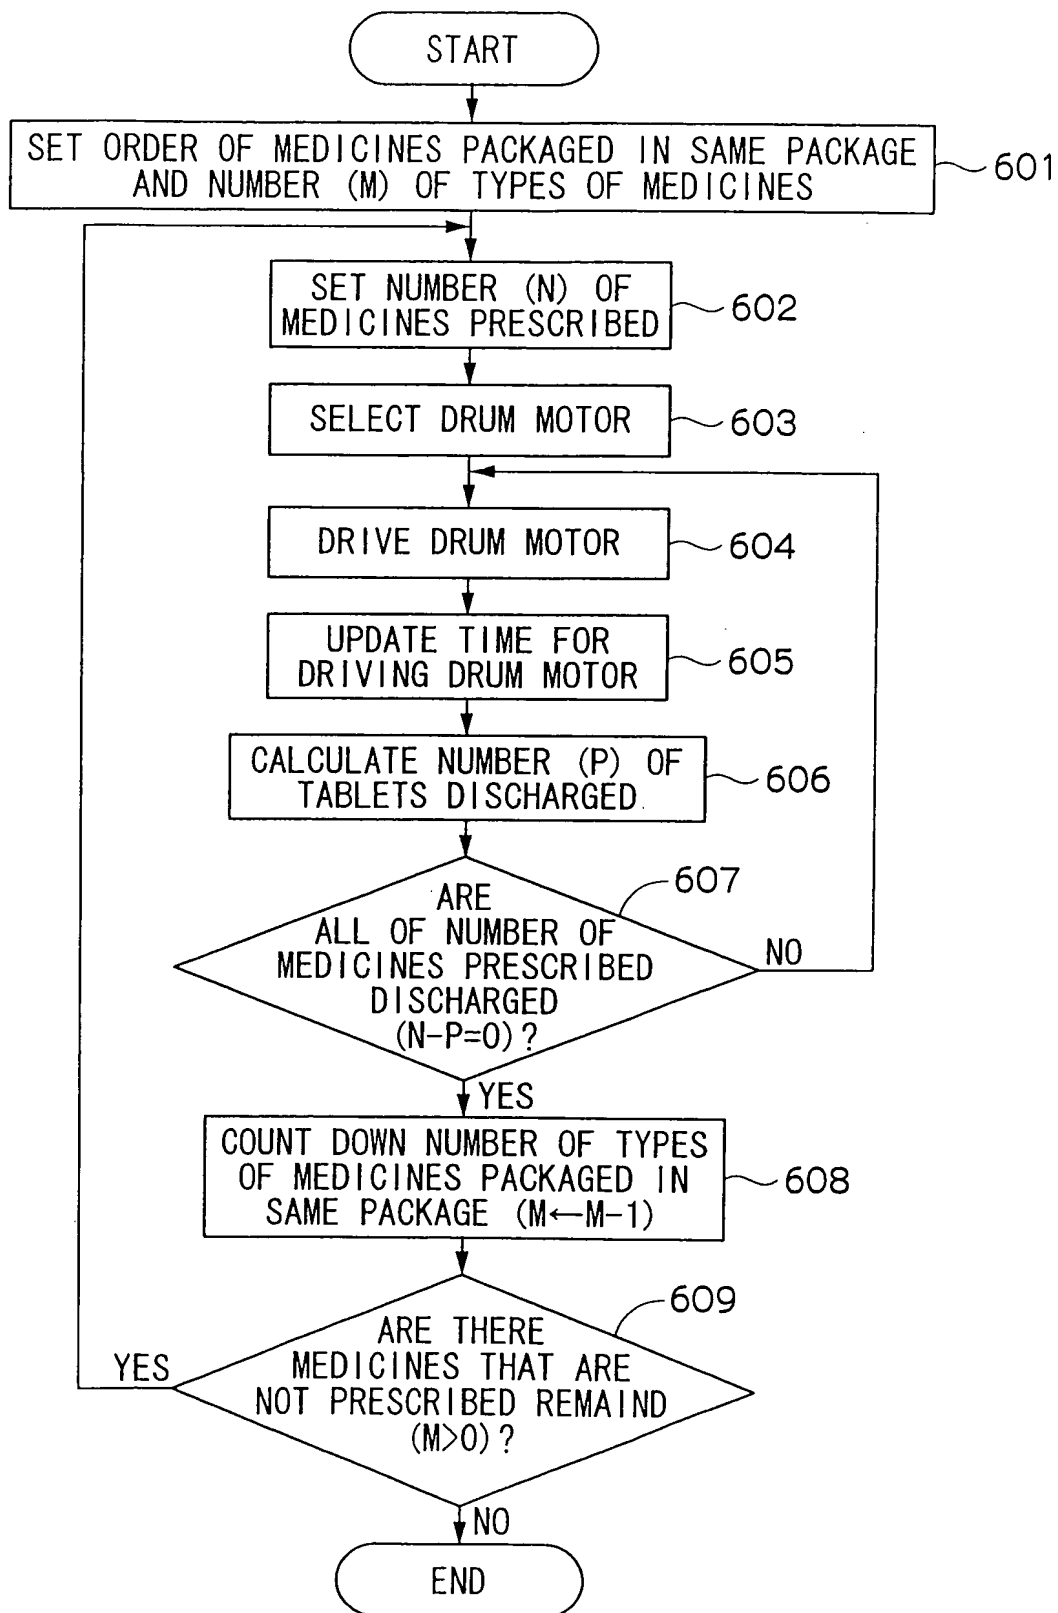 START
SET ORDER OF MEDICINES PACKAGED IN SAME PACKAGE
AND NUMBER (M) OF TYPES OF MEDICINES
601
SET NUMBER (N) OF
MEDICINES PRESCRIBED
602
SELECT DRUM MOTOR
603
DRIVE DRUM MOTOR
604
UPDATE TIME FOR
DRIVING DRUM MOTOR
605
CALCULATE NUMBER (P) OF
TABLETS DISCHARGED
606
607
ARE
ALL OF NUMBER OF
MEDICINES PRESCRIBED
DISCHARGED
(N-P=0)?
NO
YES
COUNT DOWN NUMBER OF TYPES
OF MEDICINES PACKAGED IN
SAME PACKAGE (M←M-1)
608
609
ARE THERE
MEDICINES THAT ARE
NOT PRESCRIBED REMAIND
(M>0)?
YES
NO
END